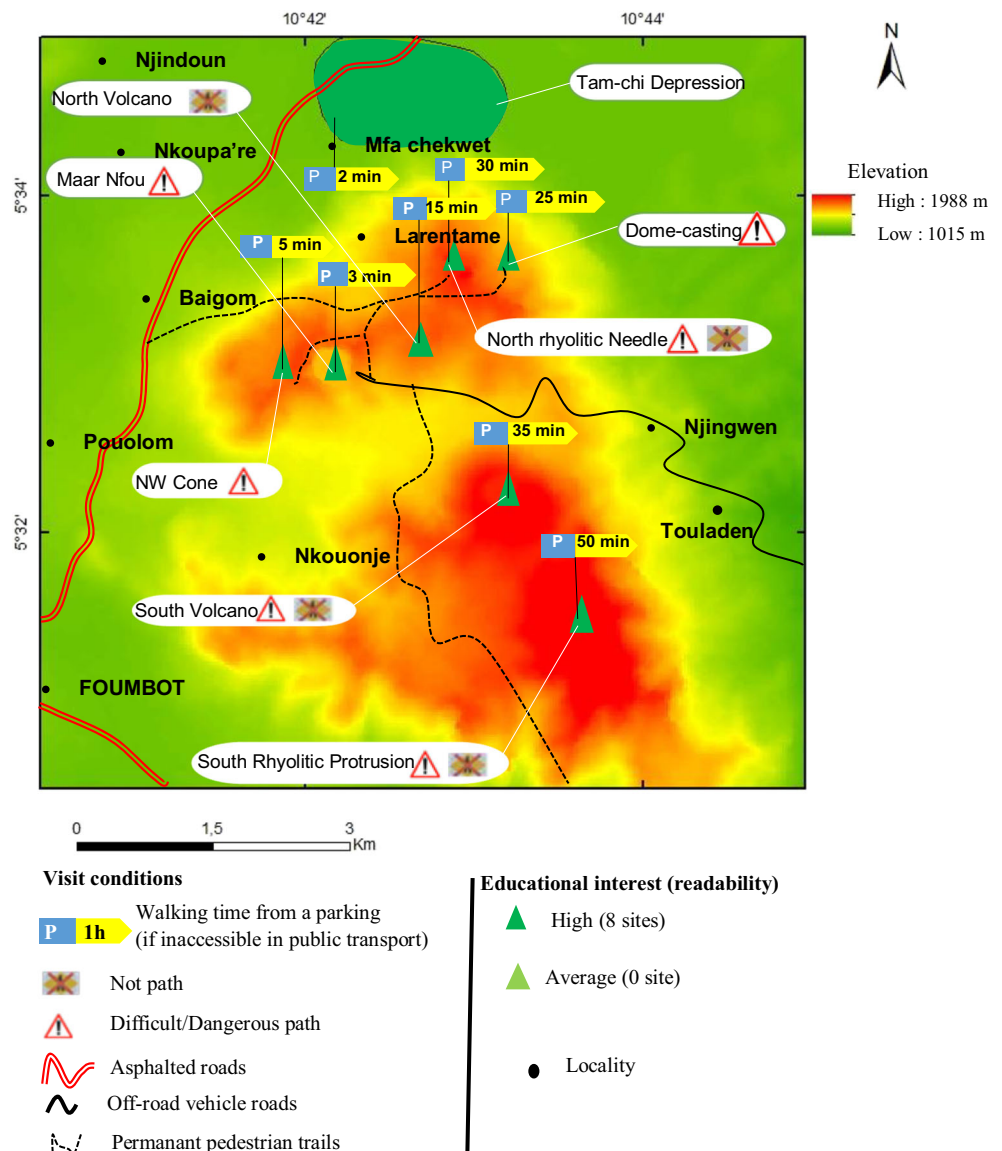 10°42'
10°44'
N
Njindoun
Tam-chi Depression
North Volcano
Mfa chekwet
Nkoupa’re
P 30 min
Maar Nfou
P 2 min
Elevation
High : 1988 m
Low : 1015 m
5°34'
P 25 min
P 15 min
Larentame
Dome-casting
P 5 min
P 3 min
Baigom
North rhyolitic Needle
Njingwen
P 35 min
Pouolom
NW Cone
5°32'
Touladen
P 50 min
Nkouonje
South Volcano
FOUMBOT
South Rhyolitic Protrusion
0 1,5 3
Km
Visit conditions
P 1h
Walking time from a parking
(if inaccessible in public transport)
Not path
Difficult/Dangerous path
Asphalted roads
Off-road vehicle roads
Permanant pedestrian trails
Educational interest (readability)
High (8 sites)
Average (0 site)
Locality